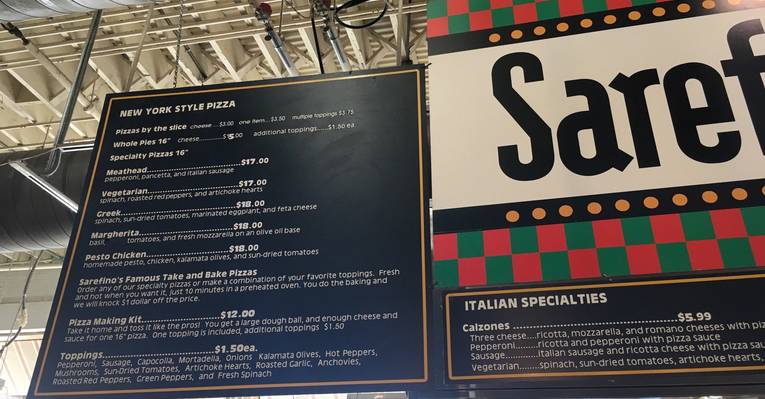 NEW YORK STYLE PIZZA
Pizzas by the slice cheese ...$3.00 one item....$3.50 multiple toppings $3.75
Whole Pies 16" cheese..........$15.00 additional toppings......$1.50 ea
Specialty Pizzas 16"
Meathead..........................$17.00
pepperoni, pancetta, and italian sausage
Vegetarian..........................$17.00
spinach, roasted red peppers, and artichoke hearts
Greek..................................$18.00
spinach, sun-dried tomatoes, marinated eggplant, and feta cheese
Margherita..........................$18.00
basil, tomatoes, and fresh mozzarella on an olive oil base
Pesto Chicken.....................$18.00
homemade pesto, chicken, kalamata olives, and sun-dried tomatoes
Sarefino's Famous Take and Bake Pizzas
Order any of our specialty pizzas or make a combination of your favorite toppings. Fresh
and hot when you want it, just 10 minutes in a preheated oven. You do the baking and
we will knock $1 dollar off the price.
Pizza Making Kit..................$12.00
Take it home and toss it like the pros! You get a large dough ball, and enough cheese and
sauce for one 16" pizza. One topping is included, additional toppings $1.50
Toppings.............................$1.50ea.
Pepperoni, Sausage, Capocolla, Mortadella, Onions Kalamata Olives, Hot Peppers,
Mushrooms, Sun-Dried Tomatoes, Artichoke Hearts, Roasted Garlic, Anchovies,
Roasted Red Peppers, Green Peppers, and Fresh Spinach
Saref
ITALIAN SPECIALTIES
Calzones ........................................$5.99
Three cheese....ricotta, mozzarella, and romano cheeses with piz
Pepperoni.......ricotta and pepperoni with pizza sauce
Sausage..........italian sausage and ricotta cheese with pizza sau
Vegetarian.......spinach, sun-dried tomatoes, artichoke hearts,